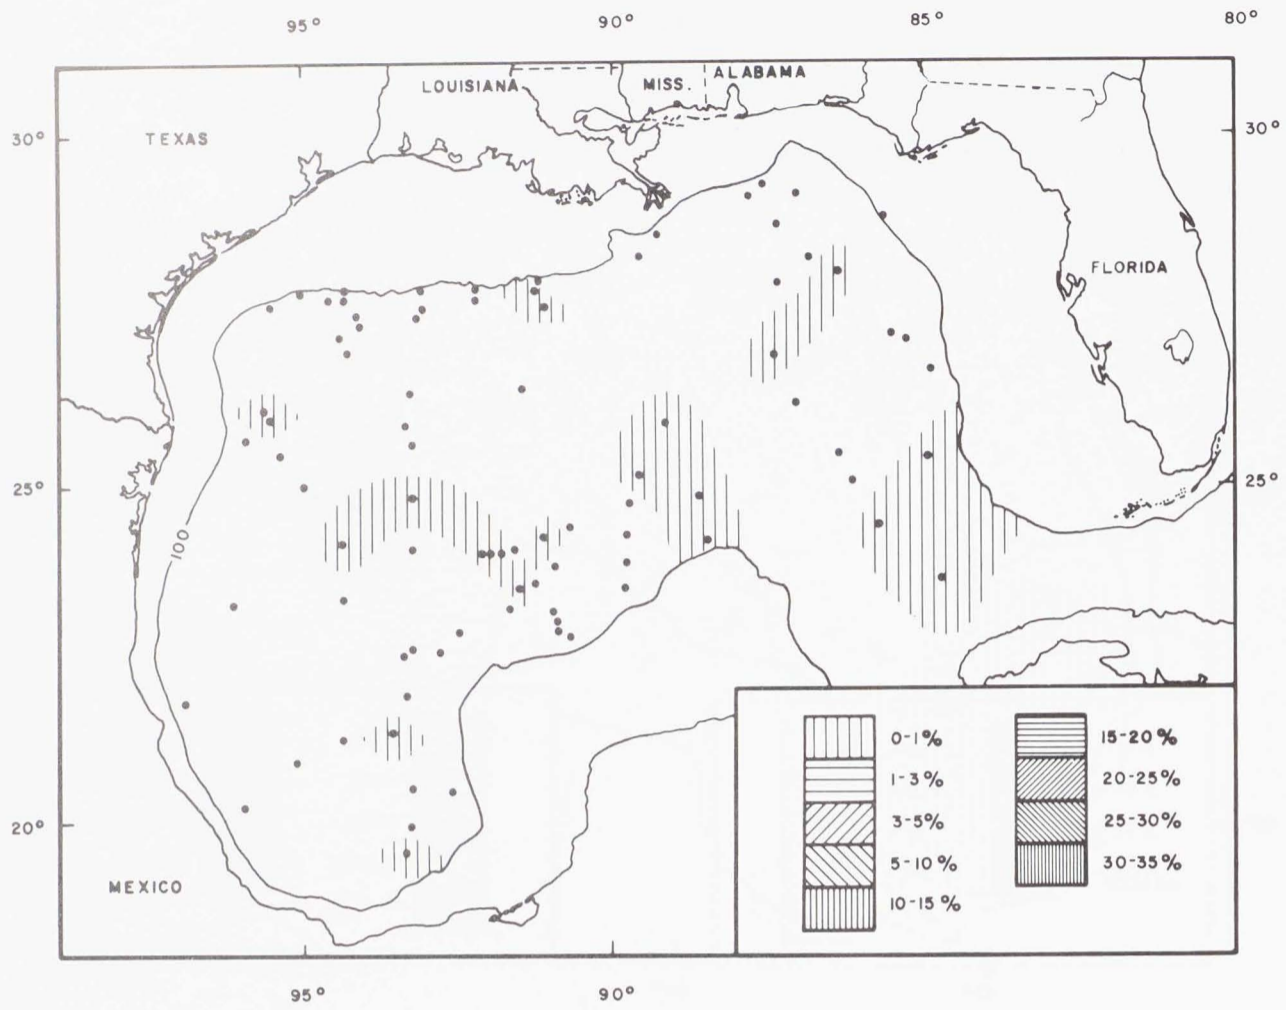 95° 90° 85° 80°
LOUISIANA MISS. ALABAMA
30° TEXAS 30°
FLORIDA
25° 25°
100
0-1% 15-20%
1-3% 20-25%
20° 3-5% 25-30%
5-10% 30-35%
MEXICO
10-15%
95° 90°